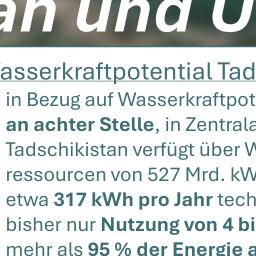 an und U
asserkraftpotential Tad
in Bezug auf Wasserkraftpot
an achter Stelle, in Zentrala
Tadschikistan verfügt über W
ressourcen von 527 Mrd. kW
etwa 317 kWh pro Jahr tech
bisher nur Nutzung von 4 bi
mehr als 95 % der Energie a